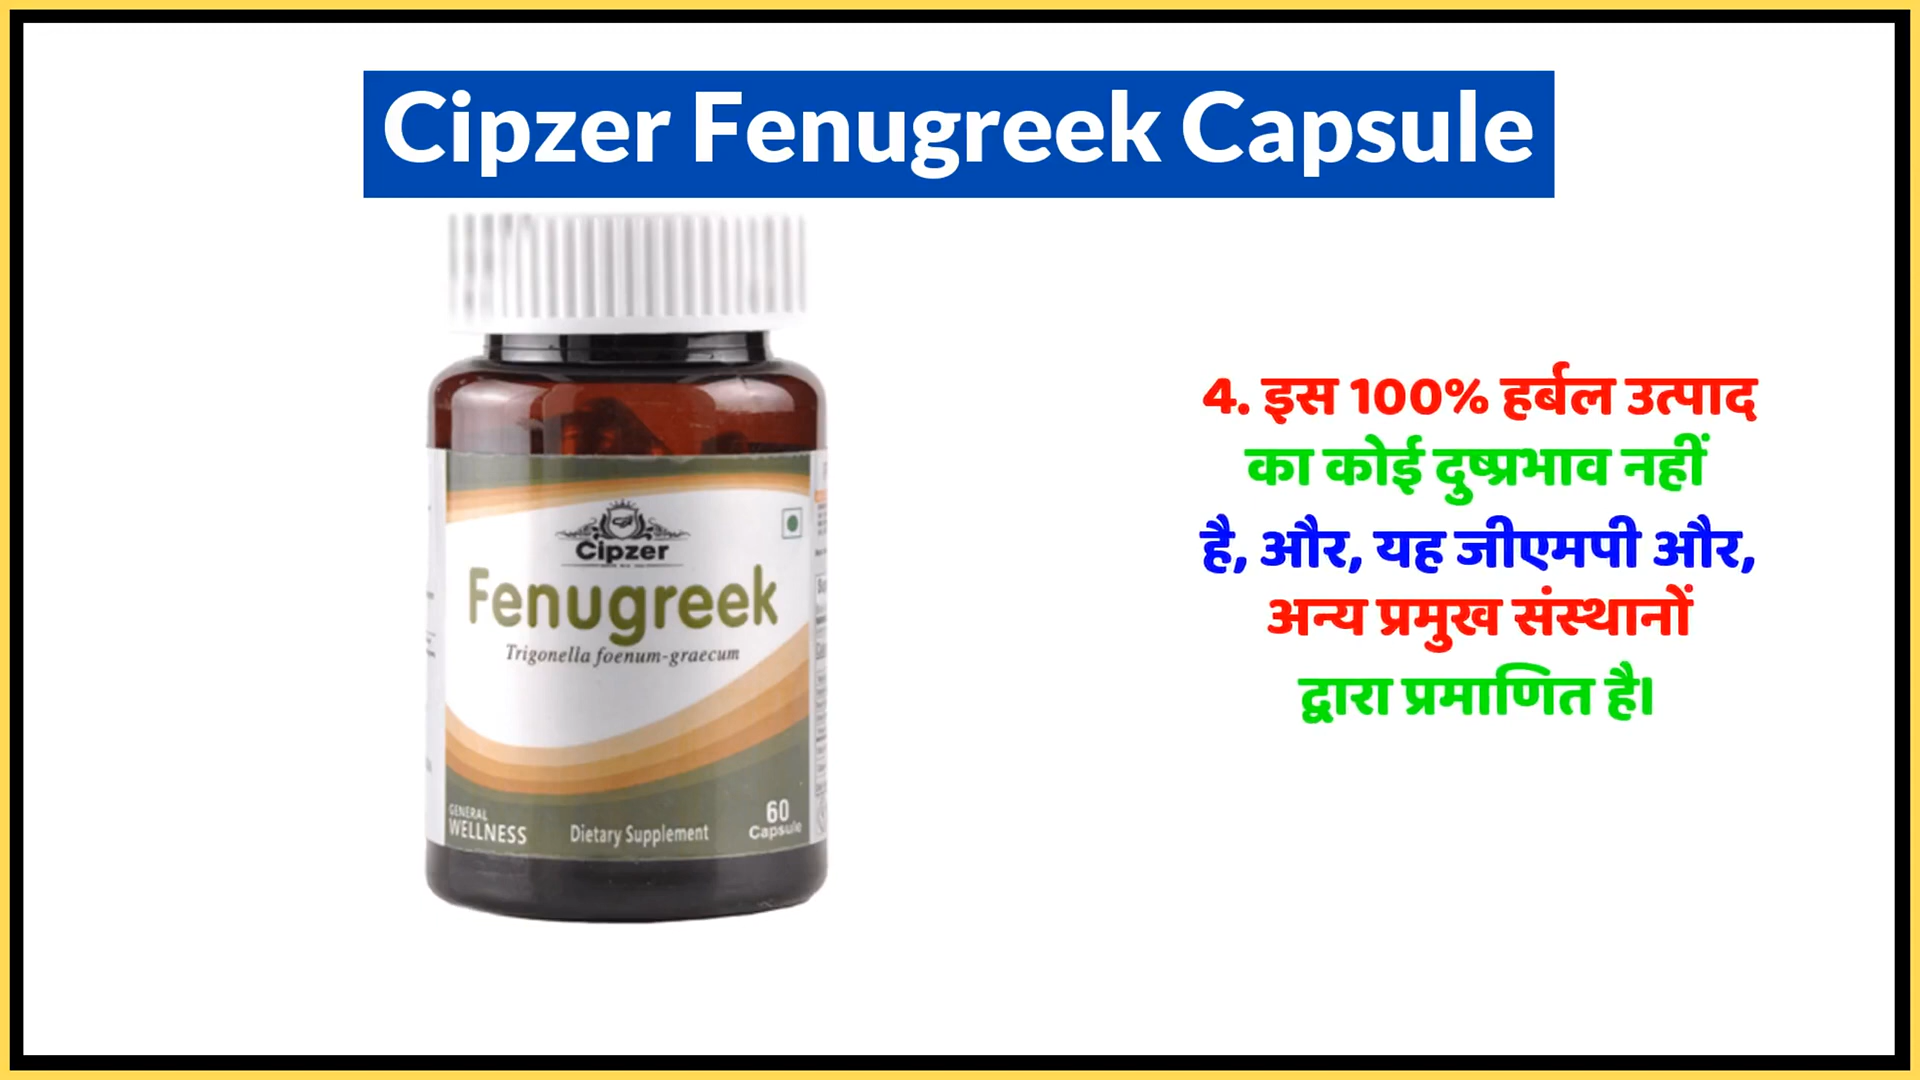 Cipzer Fenugreek Capsule
4. इस 100% हर्बल उत्पाद
का कोई दुष्प्रभाव नहीं
है, और, यह जीएमपी और,
अन्य प्रमुख संस्थानों
द्वारा प्रमाणित है।
Cipzer
Fenugreek
Trigonella foenum-graecum
GENERAL
WELLNESS
Dietary Supplement
60
Capsule